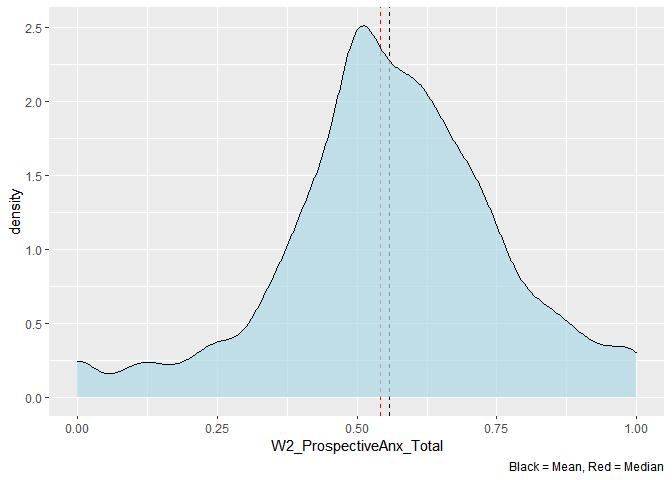 2.5
2.0
1.5
1.0
0.5
0.0
density
0.00 0.25 0.50 0.75 1.00
W2_ProspectiveAnx_Total
Black = Mean, Red = Median